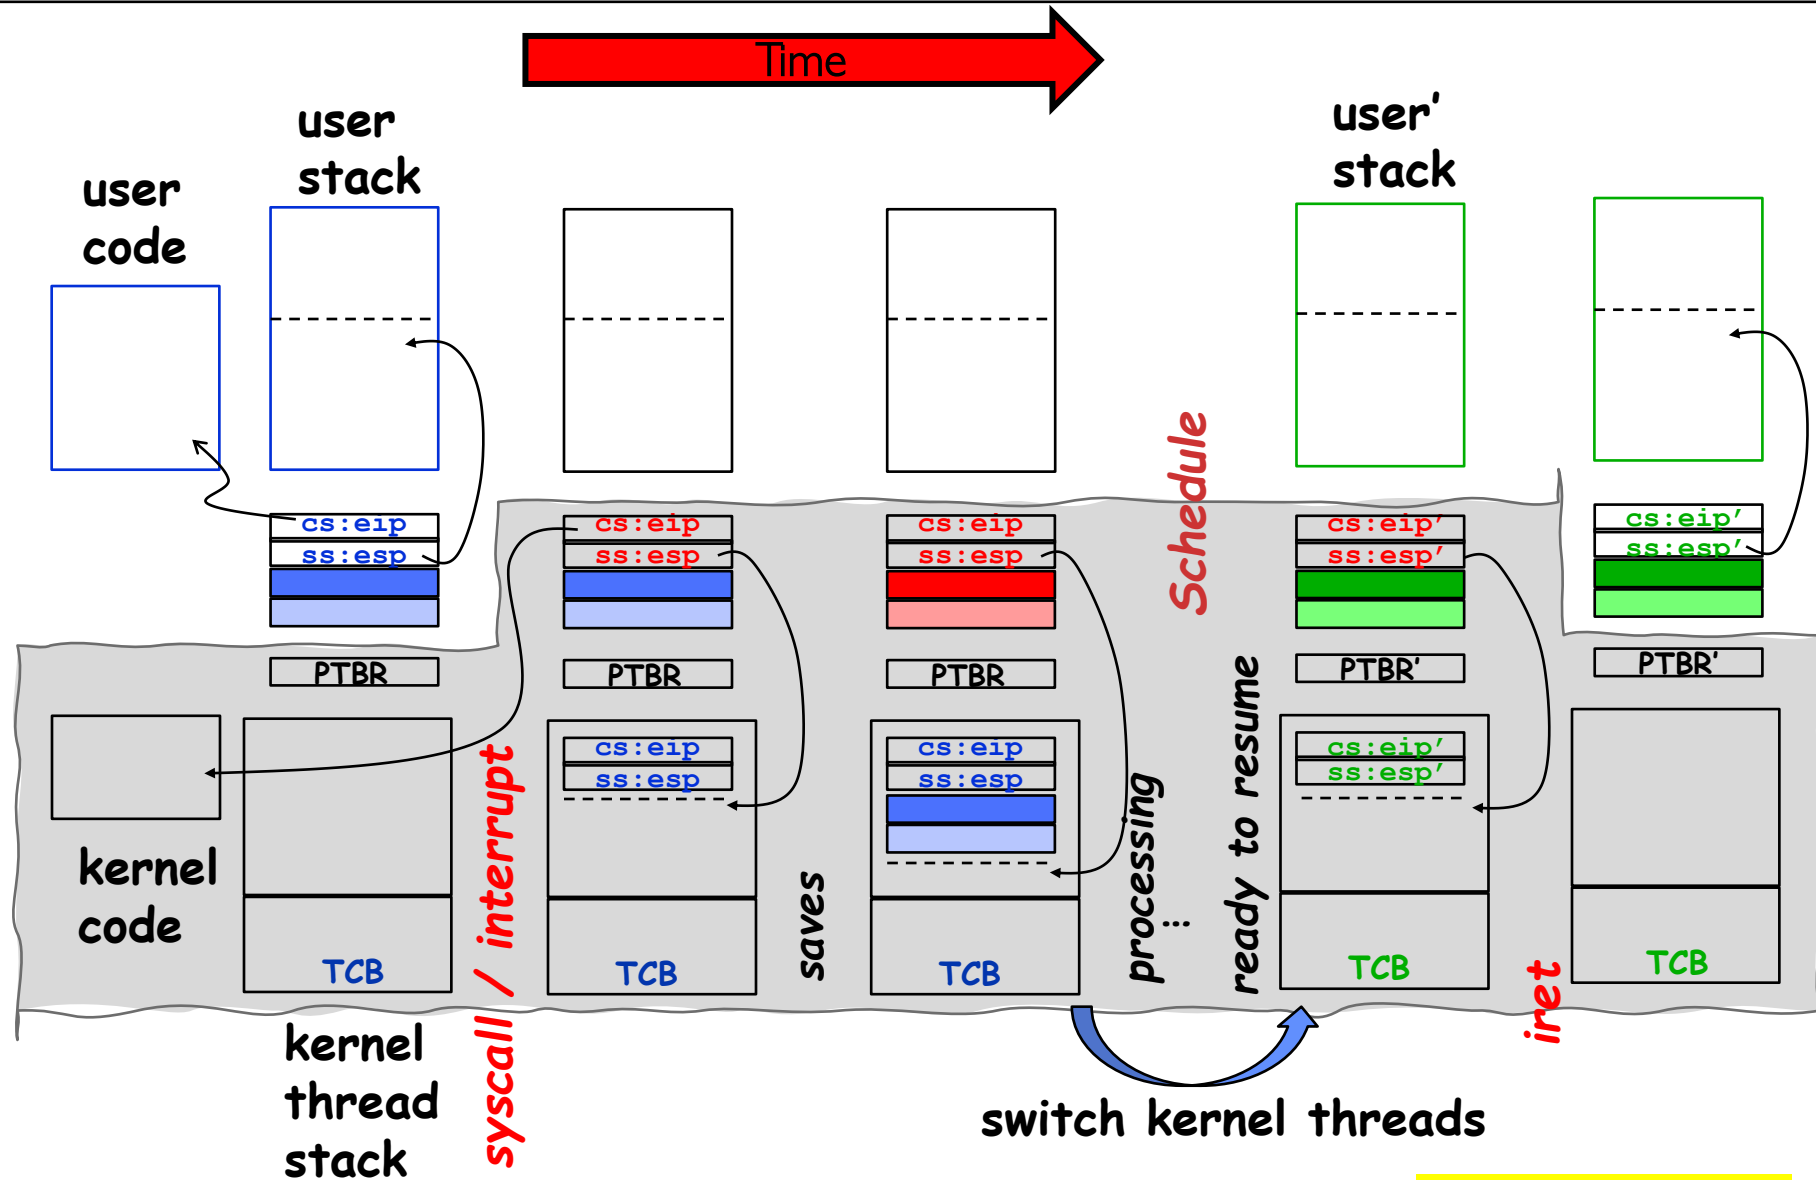 Time
user
stack
user
code
user'
stack
cs:eip
ss:esp
PTBR
TCB
kernel
code
kernel
thread
stack
syscall / interrupt
cs:eip
ss:esp
PTBR
cs:eip
ss:esp
TCB
saves
cs:eip
ss:esp
PTBR
cs:eip
ss:esp
TCB
processing
...
Schedule
ready to resume
switch kernel threads
cs:eip’
ss:esp’
PTBR'
cs:eip’
ss:esp’
TCB
iret
cs:eip’
ss:esp’
PTBR'
TCB